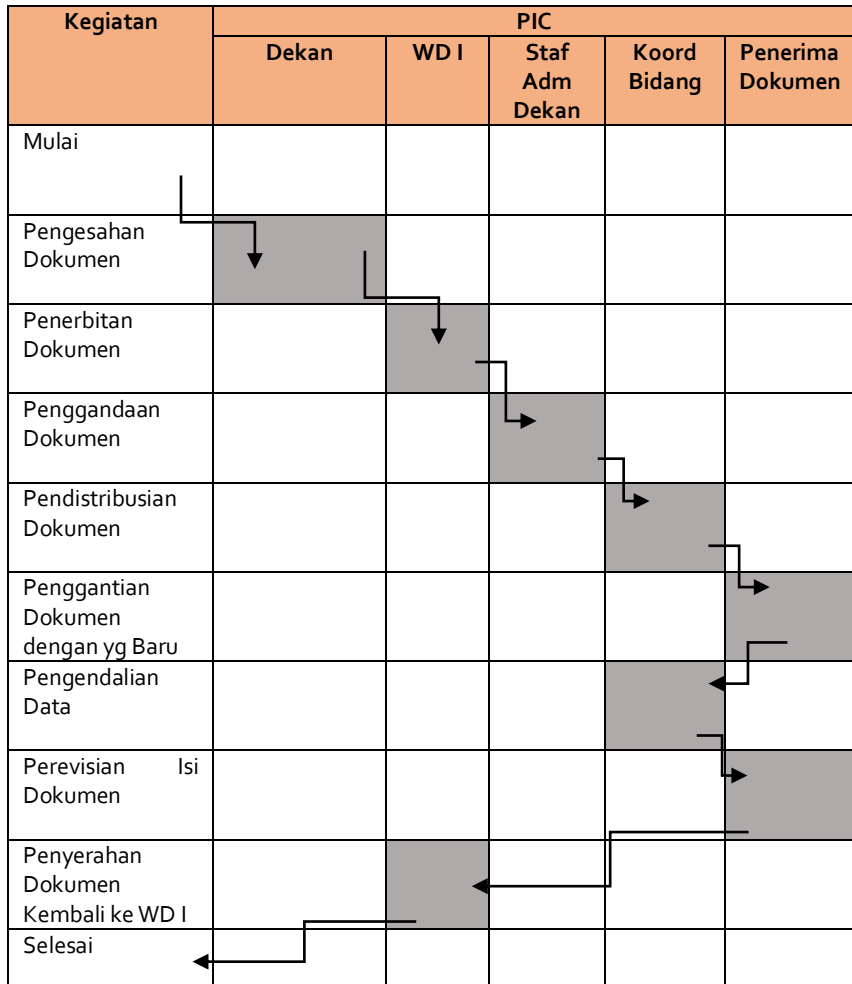 Kegiatan
PIC
Dekan
WD I
Staf
Adm
Dekan
Koord
Bidang
Penerima
Dokumen
Mulai
Pengesahan
Dokumen
Penerbitan
Dokumen
Penggandaan
Dokumen
Pendistribusian
Dokumen
Penggantian
Dokumen
dengan yg Baru
Pengendalian
Data
Perevisian Isi
Dokumen
Penyerahan
Dokumen
Kembali ke WD I
Selesai